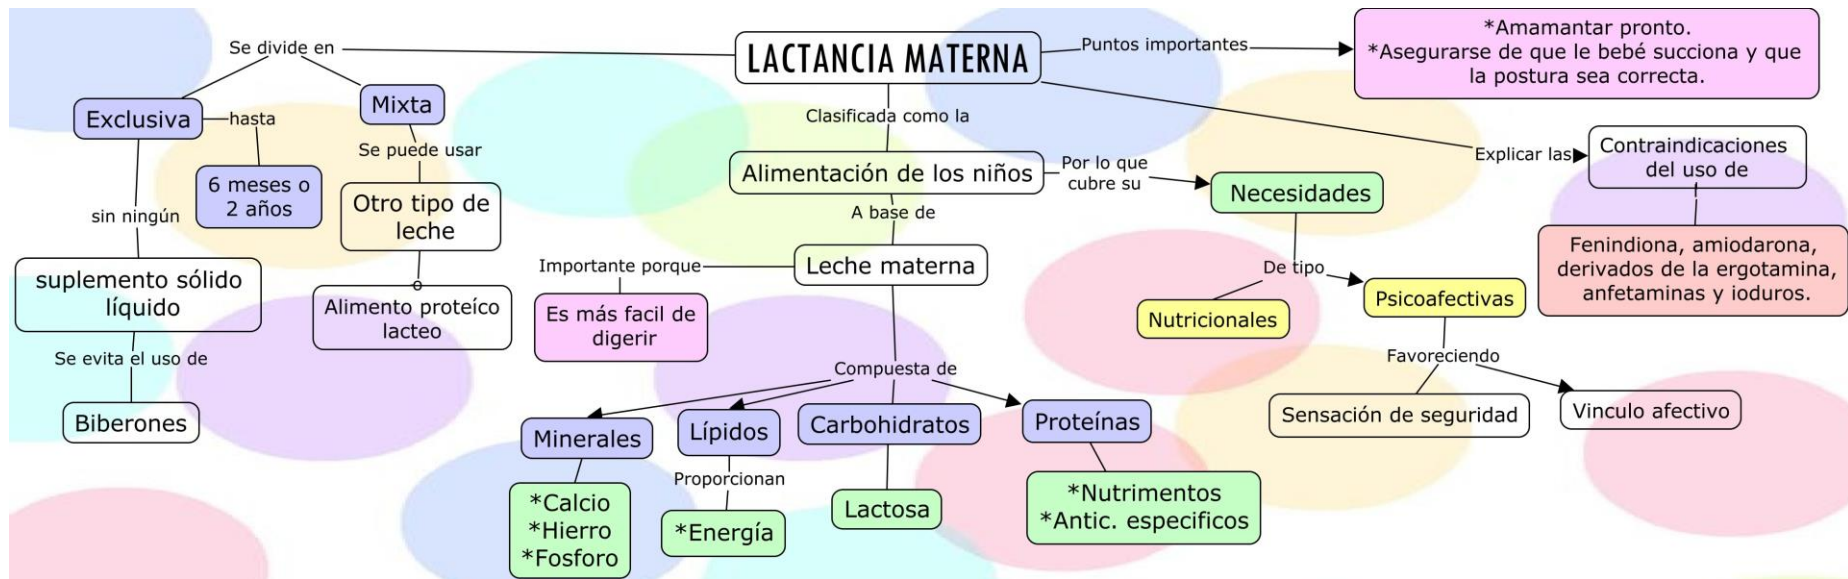 LACTANCIA MATERNA
Se divide en
Exclusiva
hasta
6 meses o
2 años
sin ningún
suplemento sólido
líquido
Se evita el uso de
Biberones
Mixta
Se puede usar
Otro tipo de
leche
o
Alimento proteíco
lacteo
Clasificada como la
Alimentación de los niños
A base de
Leche materna
Importante porque
Es más facil de
digerir
Compuesta de
Minerales
*Calcio
*Hierro
*Fosforo
Lípidos
Proporcionan
*Energía
Carbohidratos
Lactosa
Proteínas
*Nutrimentos
*Antic. especificos
Por lo que
cubre su
Necesidades
De tipo
Nutricionales
Psicoafectivas
Favoreciendo
Sensación de seguridad
Vinculo afectivo
Puntos importantes
*Amamantar pronto.
*Asegurarse de que le bebé succiona y que
la postura sea correcta.
Explicar las
Contraindicaciones
del uso de
Fenindiona, amiodarona,
derivados de la ergotamina,
anfetaminas y ioduros.